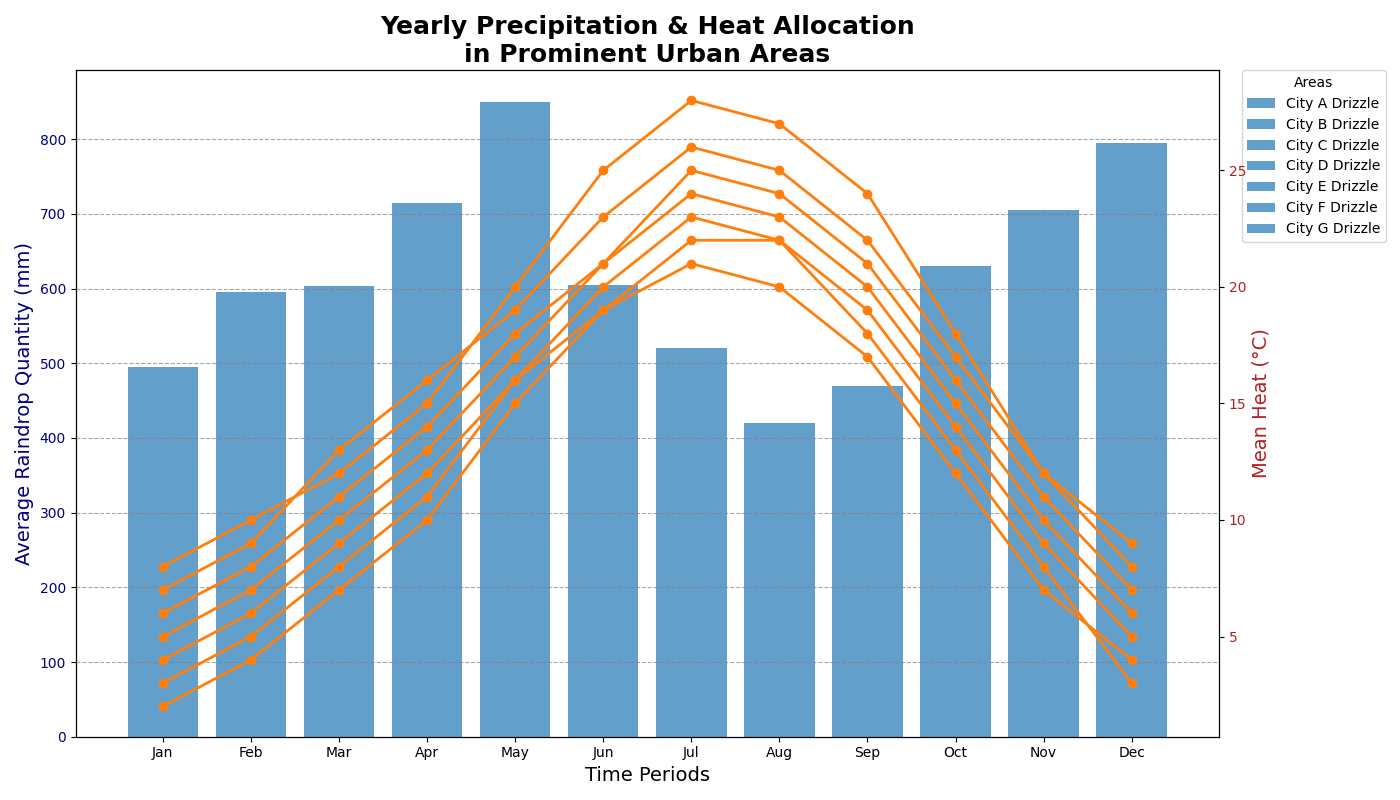 Yearly Precipitation & Heat Allocation
in Prominent Urban Areas
Average Raindrop Quantity (mm)
800
700
600
500
400
300
200
100
0
Jan Feb Mar Apr May Jun Jul Aug Sep Oct Nov Dec
Time Periods
25
20
15
10
5
Mean Heat (°C)
Areas
City A Drizzle
City B Drizzle
City C Drizzle
City D Drizzle
City E Drizzle
City F Drizzle
City G Drizzle